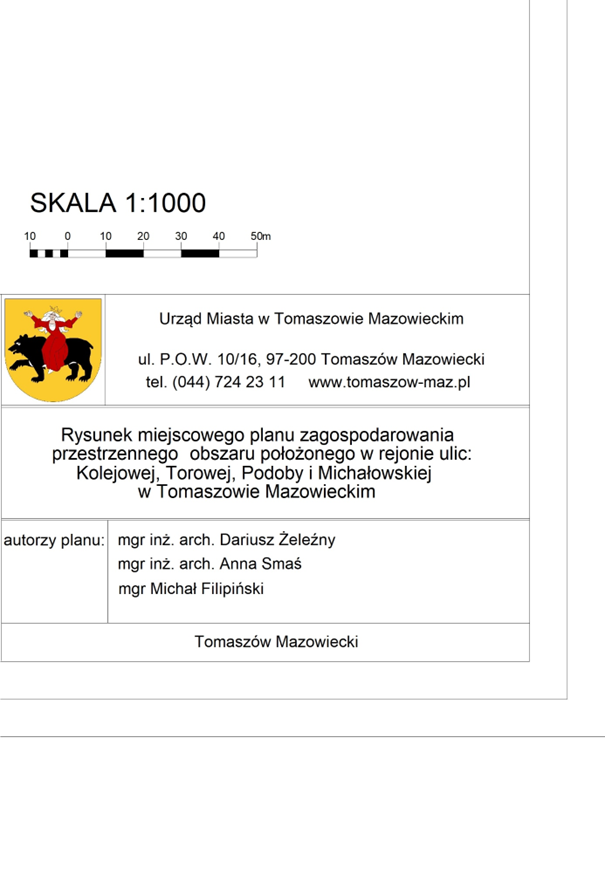 SKALA 1:1000
10 0 10 20 30 40 50m
Urząd Miasta w Tomaszowie Mazowieckim
ul. P.O.W. 10/16, 97-200 Tomaszów Mazowiecki
tel. (044) 724 23 11 www.tomaszow-maz.pl
Rysunek miejscowego planu zagospodarowania
przestrzennego obszaru położonego w rejonie ulic:
Kolejowej, Torowej, Podoby i Michałowskiej
w Tomaszowie Mazowieckim
autorzy planu: mgr inż. arch. Dariusz Żeleźny
mgr inż. arch. Anna Smaś
mgr Michał Filipiński
Tomaszów Mazowiecki